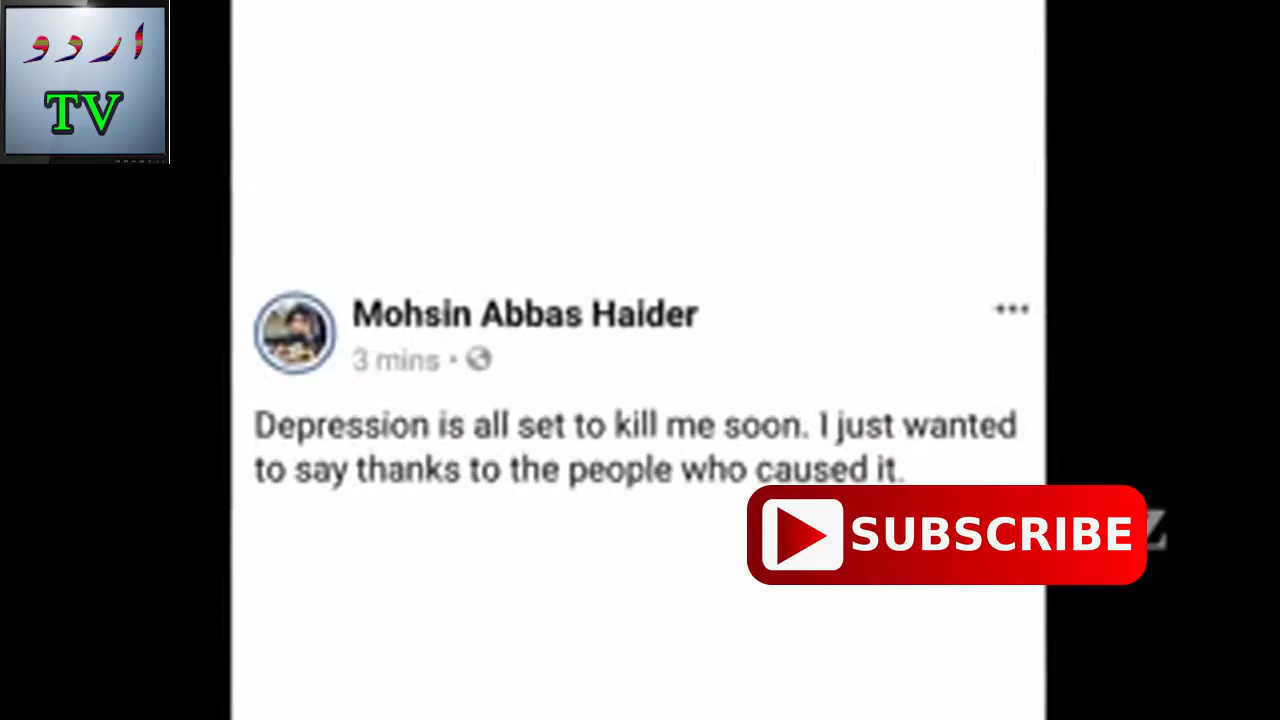 اردو
TV
Mohsin Abbas Haider
3 mins •
Depression is all set to kill me soon. I just wanted
to say thanks to the people who caused it.
SUBSCRIBE